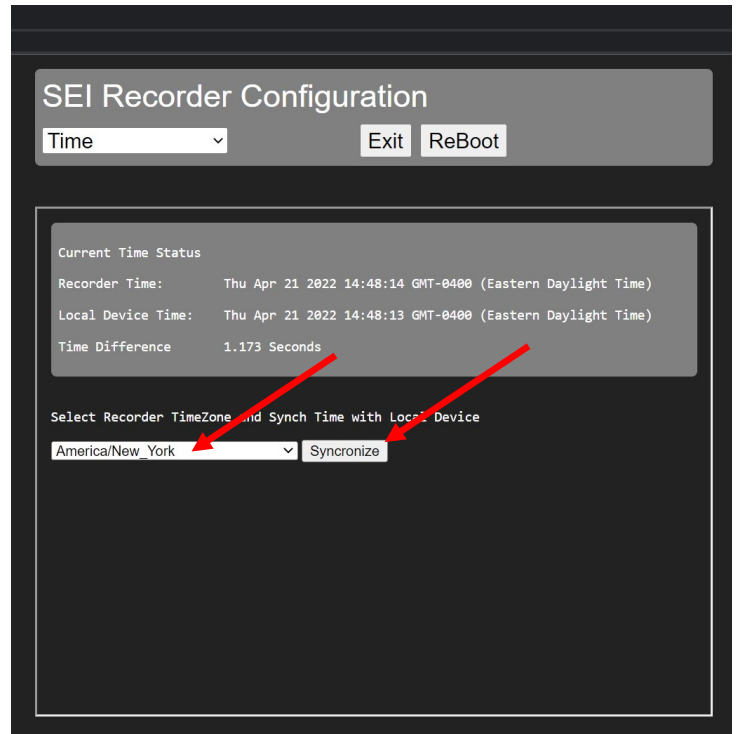 SEI Recorder Configuration
Time Exit ReBoot
Current Time Status
Recorder Time: Thu Apr 21 2022 14:48:14 GMT-0400 (Eastern Daylight Time)
Local Device Time: Thu Apr 21 2022 14:48:13 GMT-0400 (Eastern Daylight Time)
Time Difference 1.173 Seconds
Select Recorder TimeZone and Synch Time with Local Device
America/New_York Syncronize